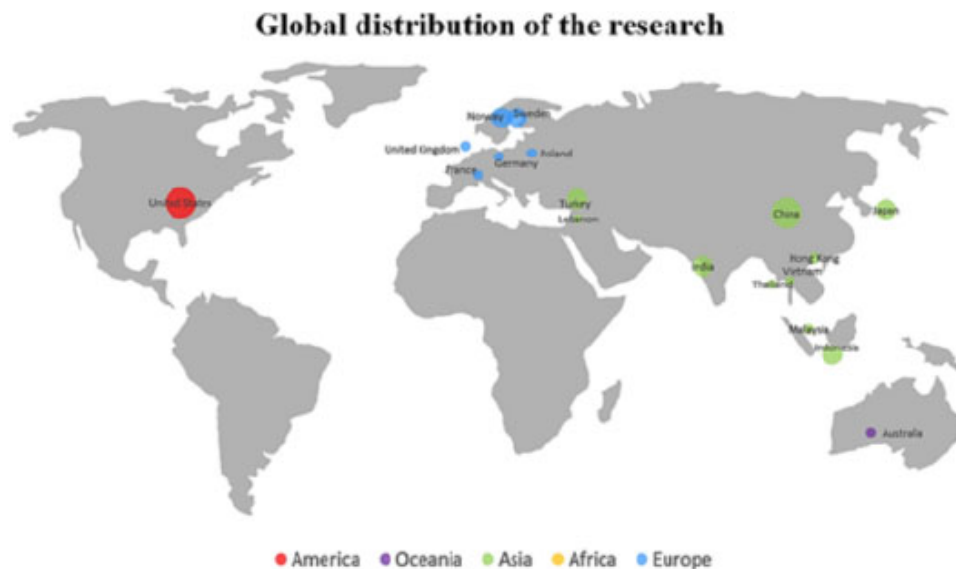 Global distribution of the research
Norway
Sweden
United Kingdom
Poland
Germany
France
United States
Turkey
Lebanon
China
Japan
India
Hong Kong
Vietnam
Thailand
Malaysia
Indonesia
Australia
America
Oceania
Asia
Africa
Europe